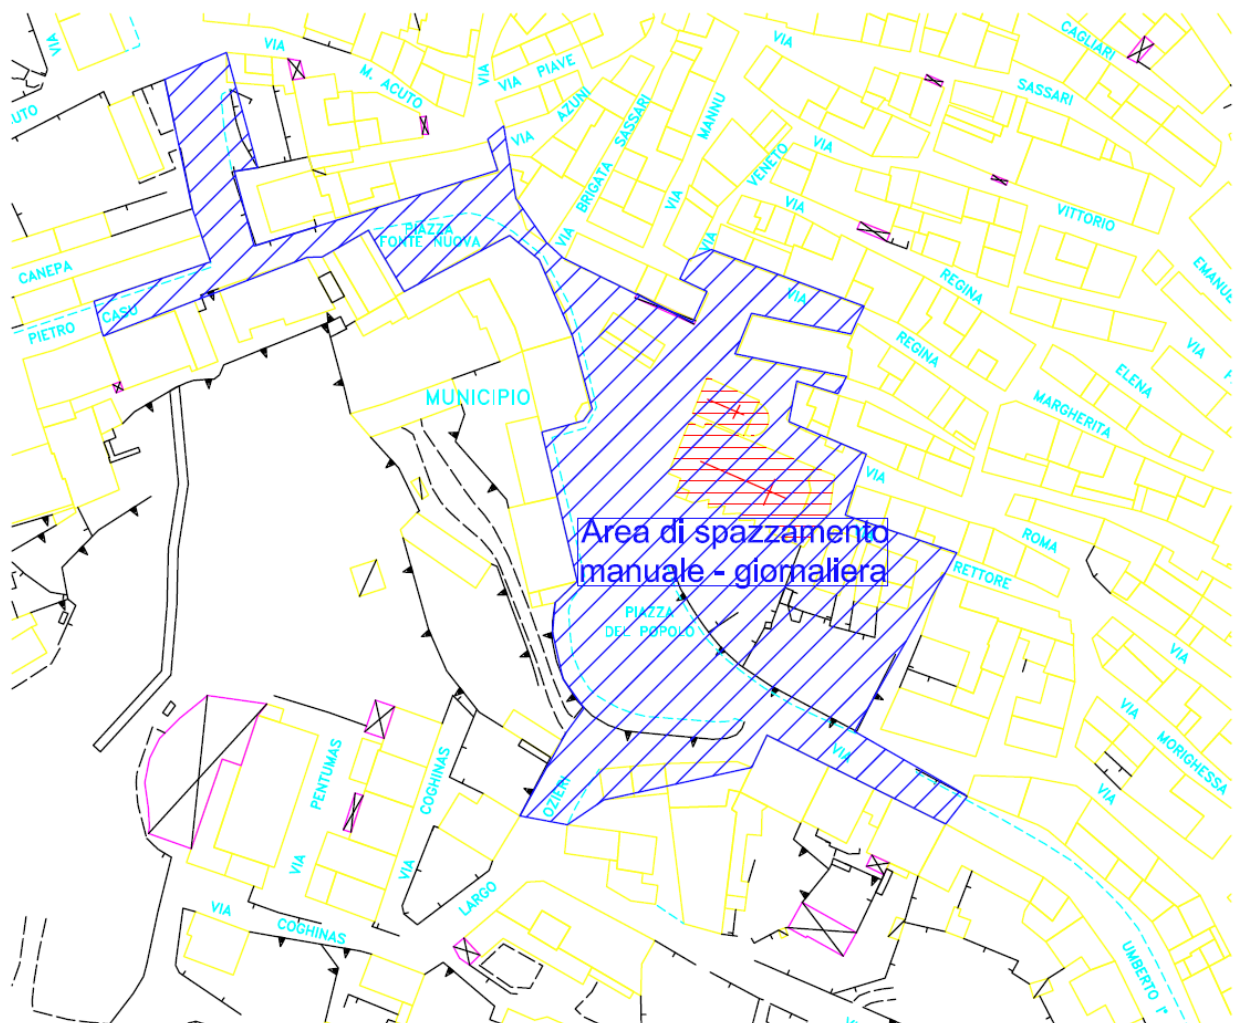 VIA
CAGLIARI
VIA
VIA
VIA
PIAVE
M. ACUTO
VIA
SASSARI
AZUNI
SASSARI
MANNU
VIA
VIA
VENETO
BRIGATA
VIA
VIA
VITTORIO
VIA
VIA
PIAZZA
FONTE NUOVA
CANEPA
REGINA
VIA
CASU
PIETRO
REGINA
VIA
ELENA
MUNICIPIO
MARGHERITA
VIA
Area di spazzamento
manuale - giornaliera
ROMA
RETTORE
PIAZZA
DEL POPOLO
VIA
VIA
VIA
MORIGHESSA
PENTUMAS
COGHINAS
OZIERI
VIA
VIA
VIA
LARGO
VIA
COGHINAS
UMBERTO I°